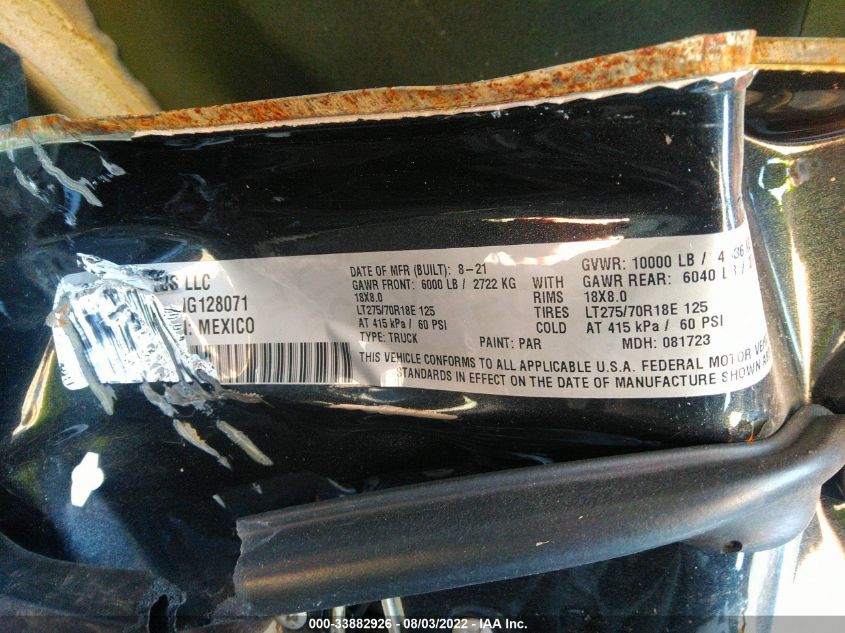 US LLC
DATE OF MFR (BUILT): 8-21
GVWR: 10000 LB /
GAWR FRONT: 6000 LB / 2722 KG WITH GAWR REAR: 6040 LB /
18X8.0 RIMS 18X8.0
LT275/70R18E 125 TIRES LT275/70R18E 125
AT 415 kPa / 60 PSI COLD AT 415 kPa / 60 PSI
TYPE: TRUCK PAINT: PAR MDH: 081723
THIS VEHICLE CONFORMS TO ALL APPLICABLE U.S.A. FEDERAL MOTOR
STANDARDS IN EFFECT ON THE DATE OF MANUFACTURE SHOWN
G128071
: MEXICO
000-33882926 - 08/03/2022 - IAA Inc.